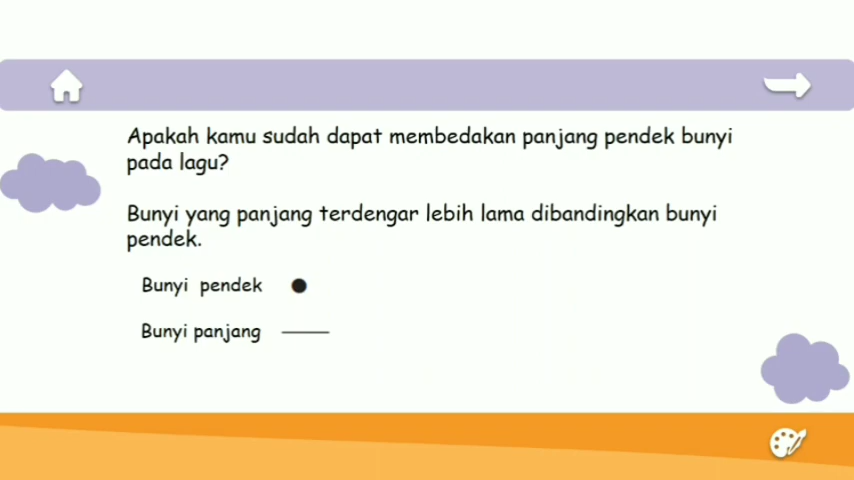 Apakah kamu sudah dapat membedakan panjang pendek bunyi
pada lagu?
Bunyi yang panjang terdengar lebih lama dibandingkan bunyi
pendek.
Bunyi pendek
Bunyi panjang